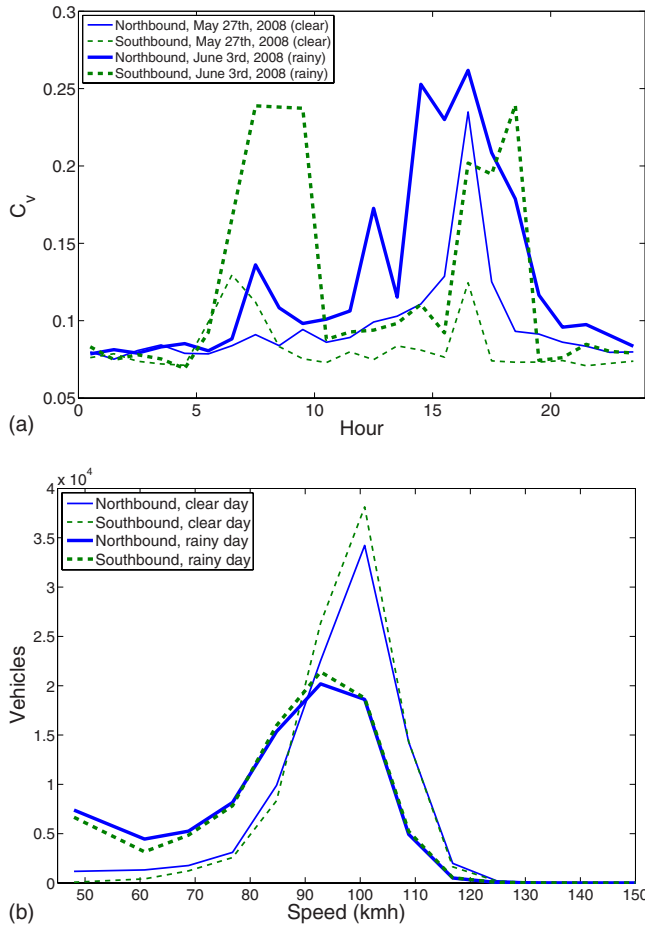 Northbound, May 27th, 2008 (clear)
Southbound, May 27th, 2008 (clear)
Northbound, June 3rd, 2008 (rainy)
Southbound, June 3rd, 2008 (rainy)
0.3
0.25
0.2
0.15
0.1
0.05
C_v
0 5 10 15 20
Hour
(a)
x 10^4
Northbound, clear day
Southbound, clear day
Northbound, rainy day
Southbound, rainy day
4
3.5
3
2.5
2
1.5
1
0.5
0
Vehicles
50 60 70 80 90 100 110 120 130 140 150
Speed (kmh)
(b)